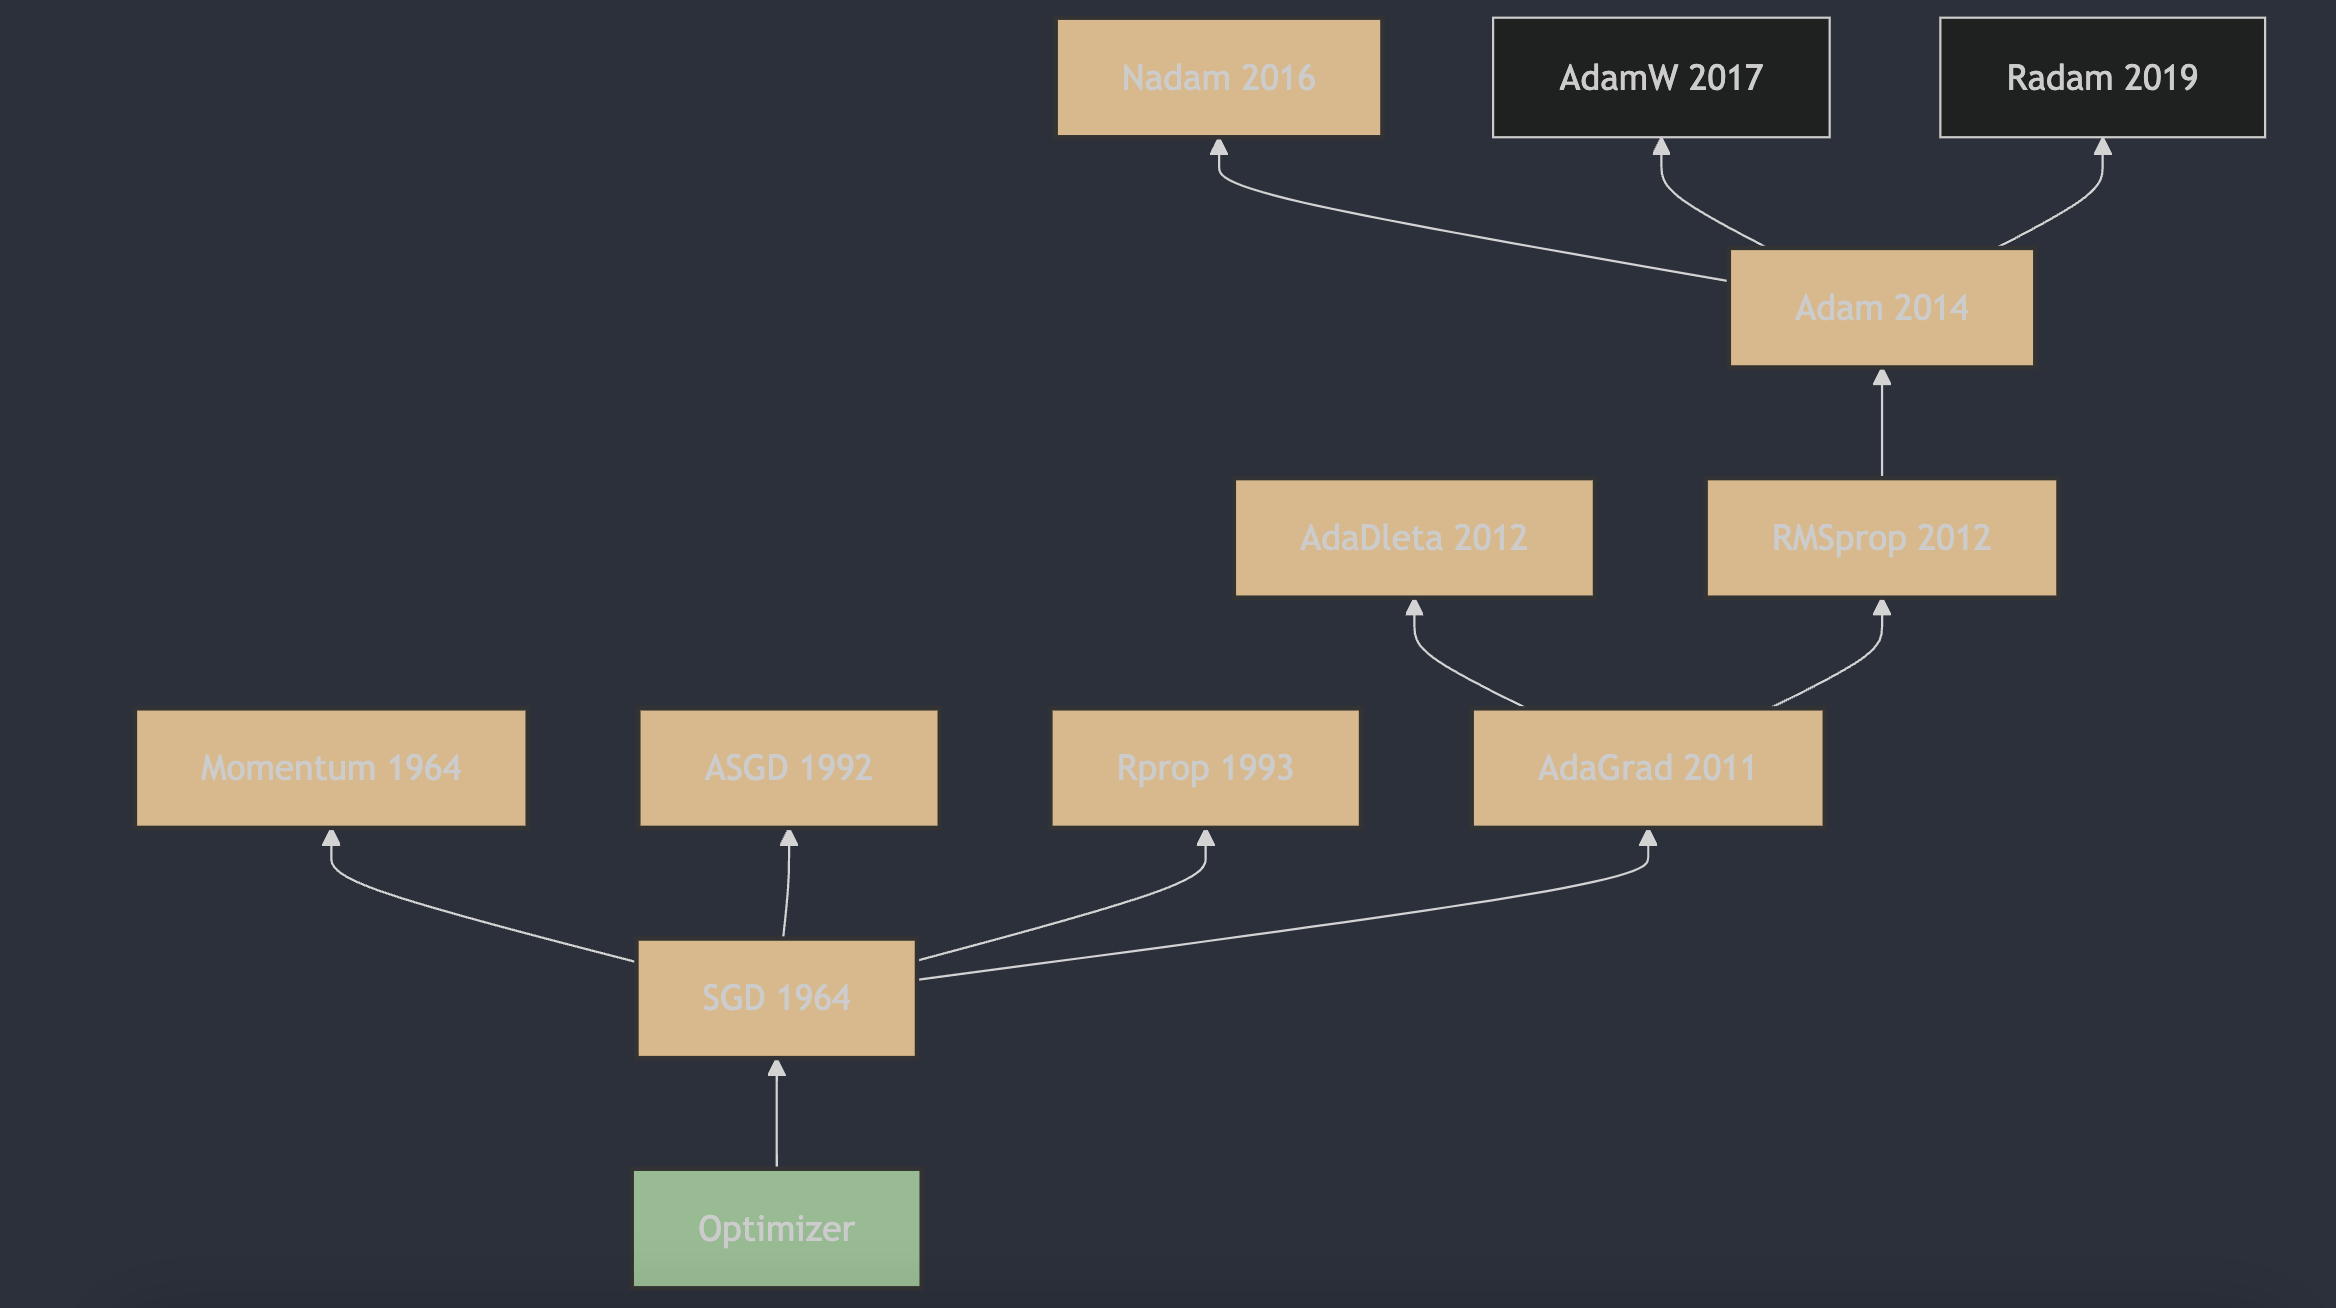 Nadam 2016
AdamW 2017
Radam 2019
Adam 2014
AdaDleta 2012
RMSprop 2012
Momentum 1964
ASGD 1992
Rprop 1993
AdaGrad 2011
SGD 1964
Optimizer